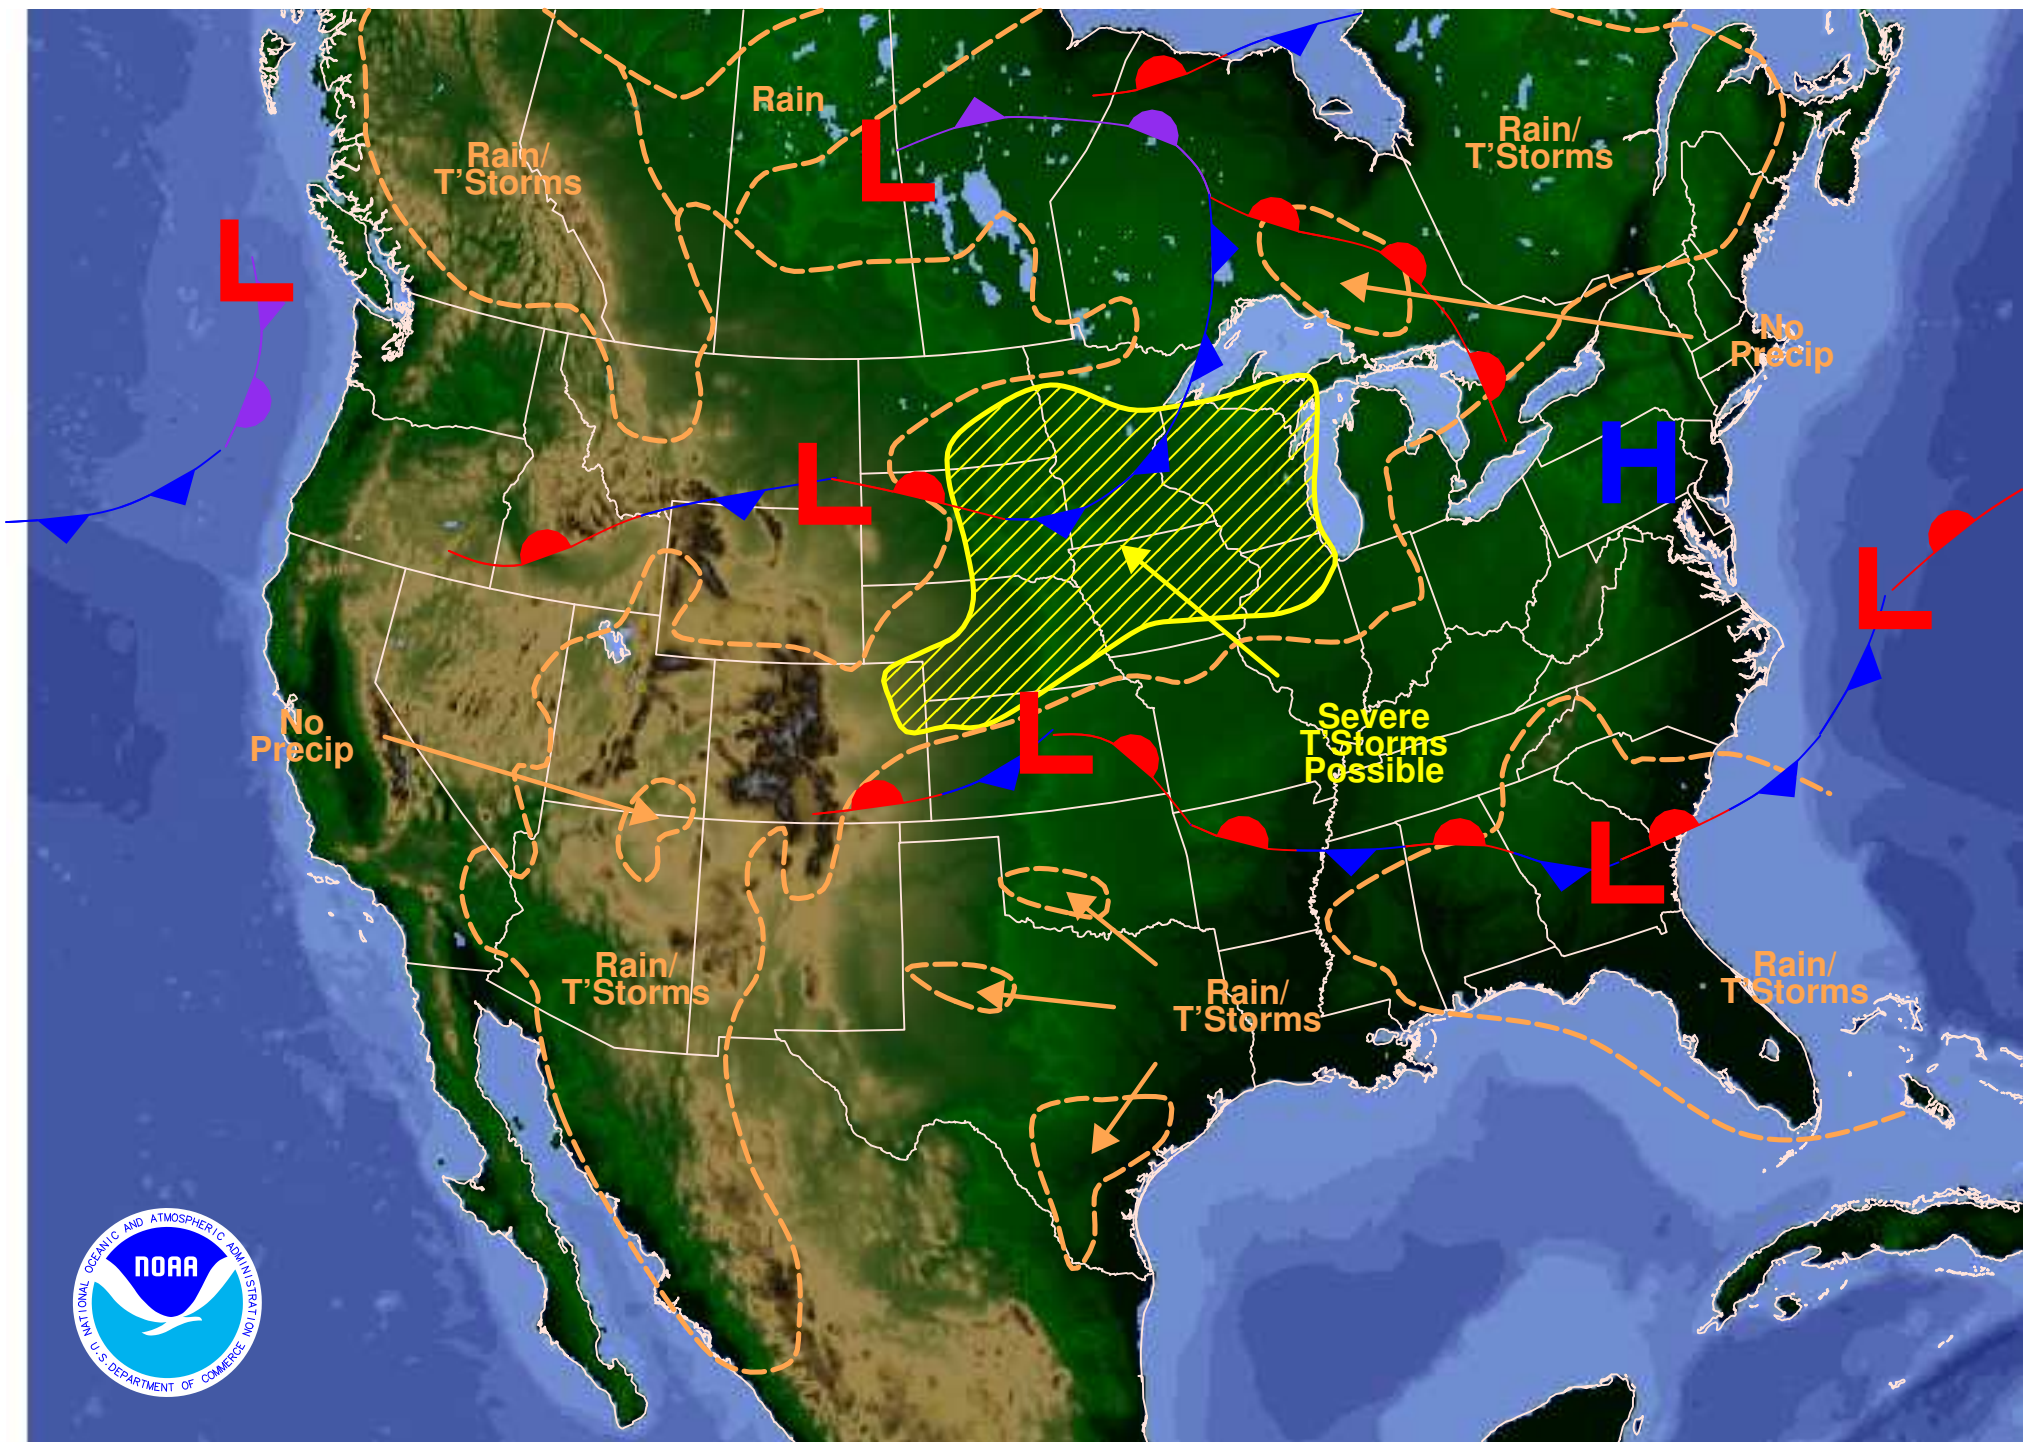 Rain
Rain/
T'Storms
Rain/
T'Storms
L
L
No
Precip
H
L
L
L
No
Precip
Severe
T'Storms
Possible
L
Rain/
T'Storms
Rain/
T'Storms
Rain/
T'Storms
NATIONAL OCEANIC AND ATMOSPHERIC ADMINISTRATION
NOAA
U.S. DEPARTMENT OF COMMERCE